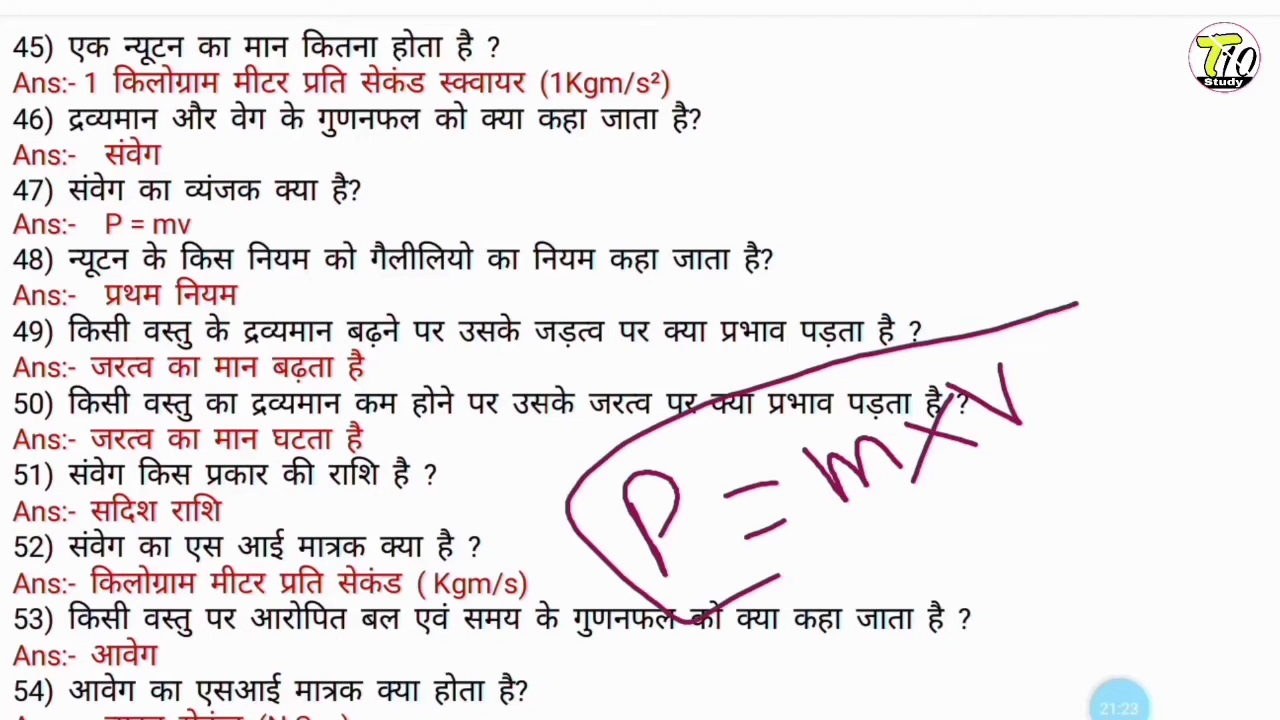 45) एक न्यूटन का मान कितना होता है ?
Ans:- 1 किलोग्राम मीटर प्रति सेकंड स्क्वायर (1Kgm/s²)
46) द्रव्यमान और वेग के गुणनफल को क्या कहा जाता है?
Ans:- संवेग
47) संवेग का व्यंजक क्या है?
Ans:- P = mv
48) न्यूटन के किस नियम को गैलीलियो का नियम कहा जाता है?
Ans:- प्रथम नियम
49) किसी वस्तु के द्रव्यमान बढ़ने पर उसके जड़त्व पर क्या प्रभाव पड़ता है ?
Ans:- जरत्व का मान बढ़ता है
50) किसी वस्तु का द्रव्यमान कम होने पर उसके जरत्व पर क्या प्रभाव पड़ता है ?
Ans:- जरत्व का मान घटता है
P = m×v
51) संवेग किस प्रकार की राशि है ?
Ans:- सदिश राशि
52) संवेग का एस आई मात्रक क्या है ?
Ans:- किलोग्राम मीटर प्रति सेकंड ( Kgm/s)
53) किसी वस्तु पर आरोपित बल एवं समय के गुणनफल को क्या कहा जाता है ?
Ans:- आवेग
54) आवेग का एसआई मात्रक क्या होता है?
Study
21:23